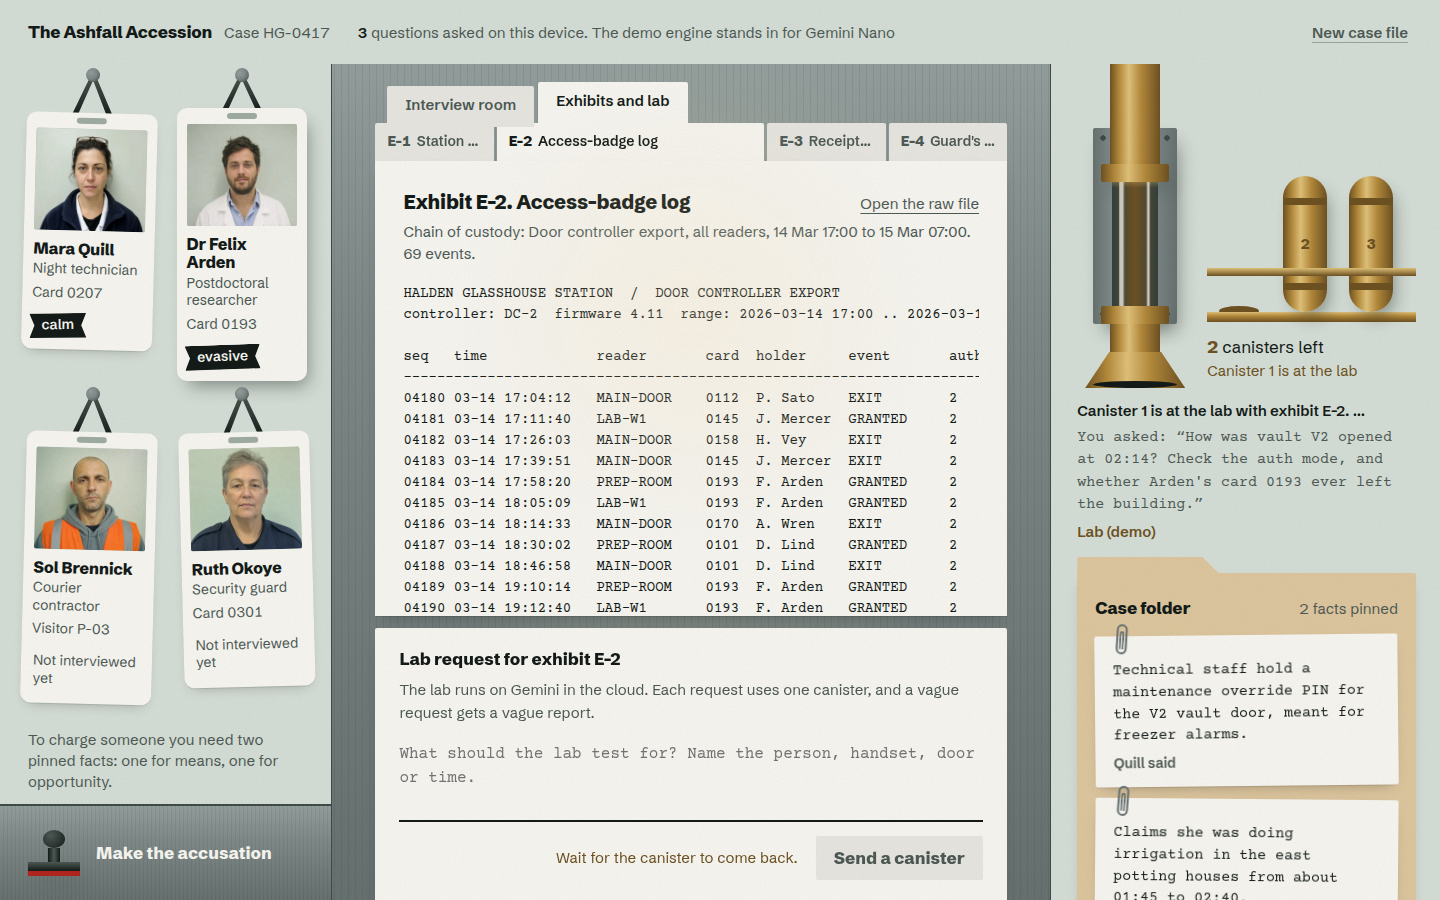 The Ashfall Accession Case HG-0417 3 questions asked on this device. The demo engine stands in for Gemini Nano New case file
Mara Quill
Night technician
Card 0207
calm
Dr Felix
Arden
Postdoctoral
researcher
Card 0193
evasive
Sol Brennick
Courier
contractor
Visitor P-03
Not interviewed
yet
Ruth Okoye
Security guard
Card 0301
Not interviewed
yet
To charge someone you need two
pinned facts: one for means, one for
opportunity.
Make the accusation
Interview room Exhibits and lab
E-1 Station ... E-2 Access-badge log E-3 Receipt... E-4 Guard's ...
Exhibit E-2. Access-badge log Open the raw file
Chain of custody: Door controller export, all readers, 14 Mar 17:00 to 15 Mar 07:00.
69 events.
HALDEN GLASSHOUSE STATION / DOOR CONTROLLER EXPORT
controller: DC-2 firmware 4.11 range: 2026-03-14 17:00 .. 2026-03-1
seq time reader card holder event auth
04180 03-14 17:04:12 MAIN-DOOR 0112 P. Sato EXIT 2
04181 03-14 17:11:40 LAB-W1 0145 J. Mercer GRANTED 2
04182 03-14 17:26:03 MAIN-DOOR 0158 H. Vey EXIT 2
04183 03-14 17:39:51 MAIN-DOOR 0145 J. Mercer EXIT 2
04184 03-14 17:58:20 PREP-ROOM 0193 F. Arden GRANTED 2
04185 03-14 18:05:09 LAB-W1 0193 F. Arden GRANTED 2
04186 03-14 18:14:33 MAIN-DOOR 0170 A. Wren EXIT 2
04187 03-14 18:30:02 PREP-ROOM 0101 D. Lind GRANTED 2
04188 03-14 18:46:58 MAIN-DOOR 0101 D. Lind EXIT 2
04189 03-14 19:10:14 PREP-ROOM 0193 F. Arden GRANTED 2
04190 03-14 19:12:40 LAB-W1 0193 F. Arden GRANTED 2
Lab request for exhibit E-2
The lab runs on Gemini in the cloud. Each request uses one canister, and a vague
request gets a vague report.
What should the lab test for? Name the person, handset, door
or time.
Wait for the canister to come back. Send a canister
2 3
2 canisters left
Canister 1 is at the lab
Canister 1 is at the lab with exhibit E-2. ...
You asked: “How was vault V2 opened
at 02:14? Check the auth mode, and
whether Arden's card 0193 ever left
the building.”
Lab (demo)
Case folder 2 facts pinned
Technical staff hold a
maintenance override PIN for
the V2 vault door, meant for
freezer alarms.
Quill said
Claims she was doing
irrigation in the east
potting houses from about
01:45 to 02:40.